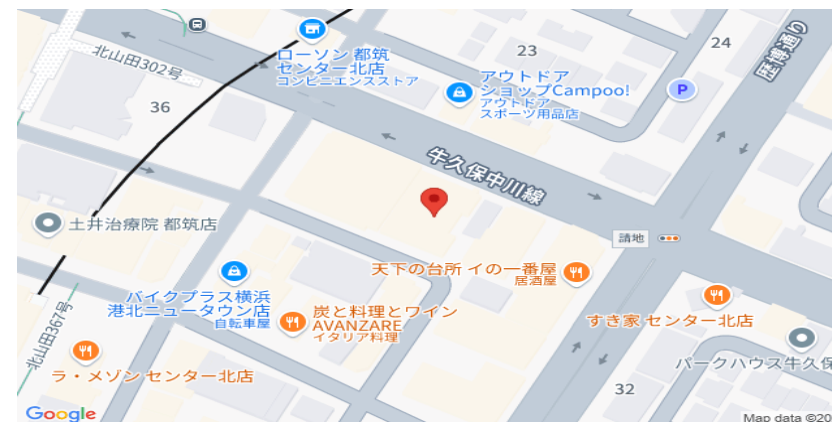 北山田302号
ローソン 都筑
センター北店
コンビニエンスストア
23
24
歴博通り
アウトドア
ショップCampoo!
アウトドア
スポーツ用品店
P
36
牛久保中川線
土井治療院 都筑店
請地
天下の台所 イの一番屋
居酒屋
バイクプラス横浜
港北ニュータウン店
自転車屋
炭と料理とワイン
AVANZARE
イタリア料理
すき家 センター北店
北山田367号
ラ・メゾン センター北店
パークハウス牛久保
32
Google
Map data ©20